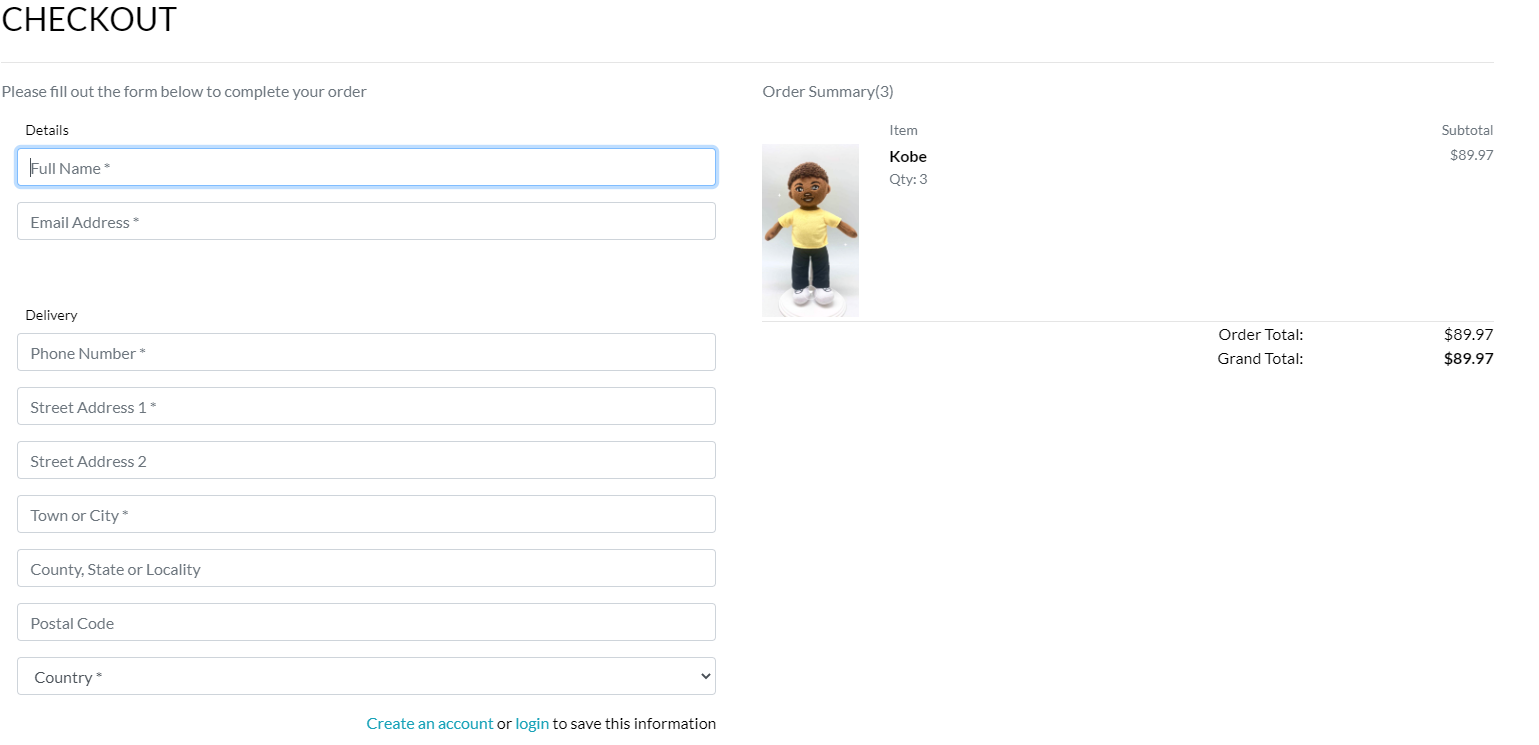 CHECKOUT
Please fill out the form below to complete your order
Details
Full Name *
Email Address *
Delivery
Phone Number *
Street Address 1 *
Street Address 2
Town or City *
County, State or Locality
Postal Code
Country *
Create an account or login to save this information
Order Summary(3)
Item Subtotal
Kobe $89.97
Qty: 3
Order Total: $89.97
Grand Total: $89.97